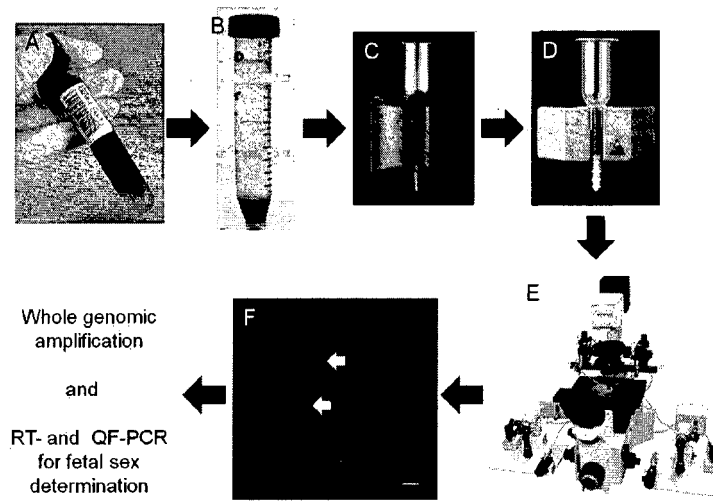 A
B
C
D
E
F
Whole genomic
amplification
and
RT- and QF-PCR
for fetal sex
determination